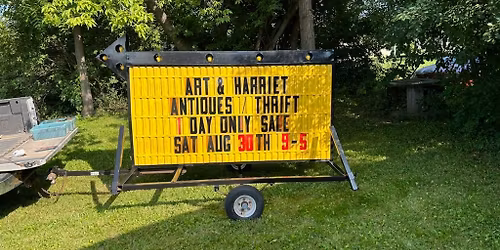 ART & HARRIET
ANTIQUES / THRIFT
1 DAY ONLY SALE
SAT AUG 30TH 9-5